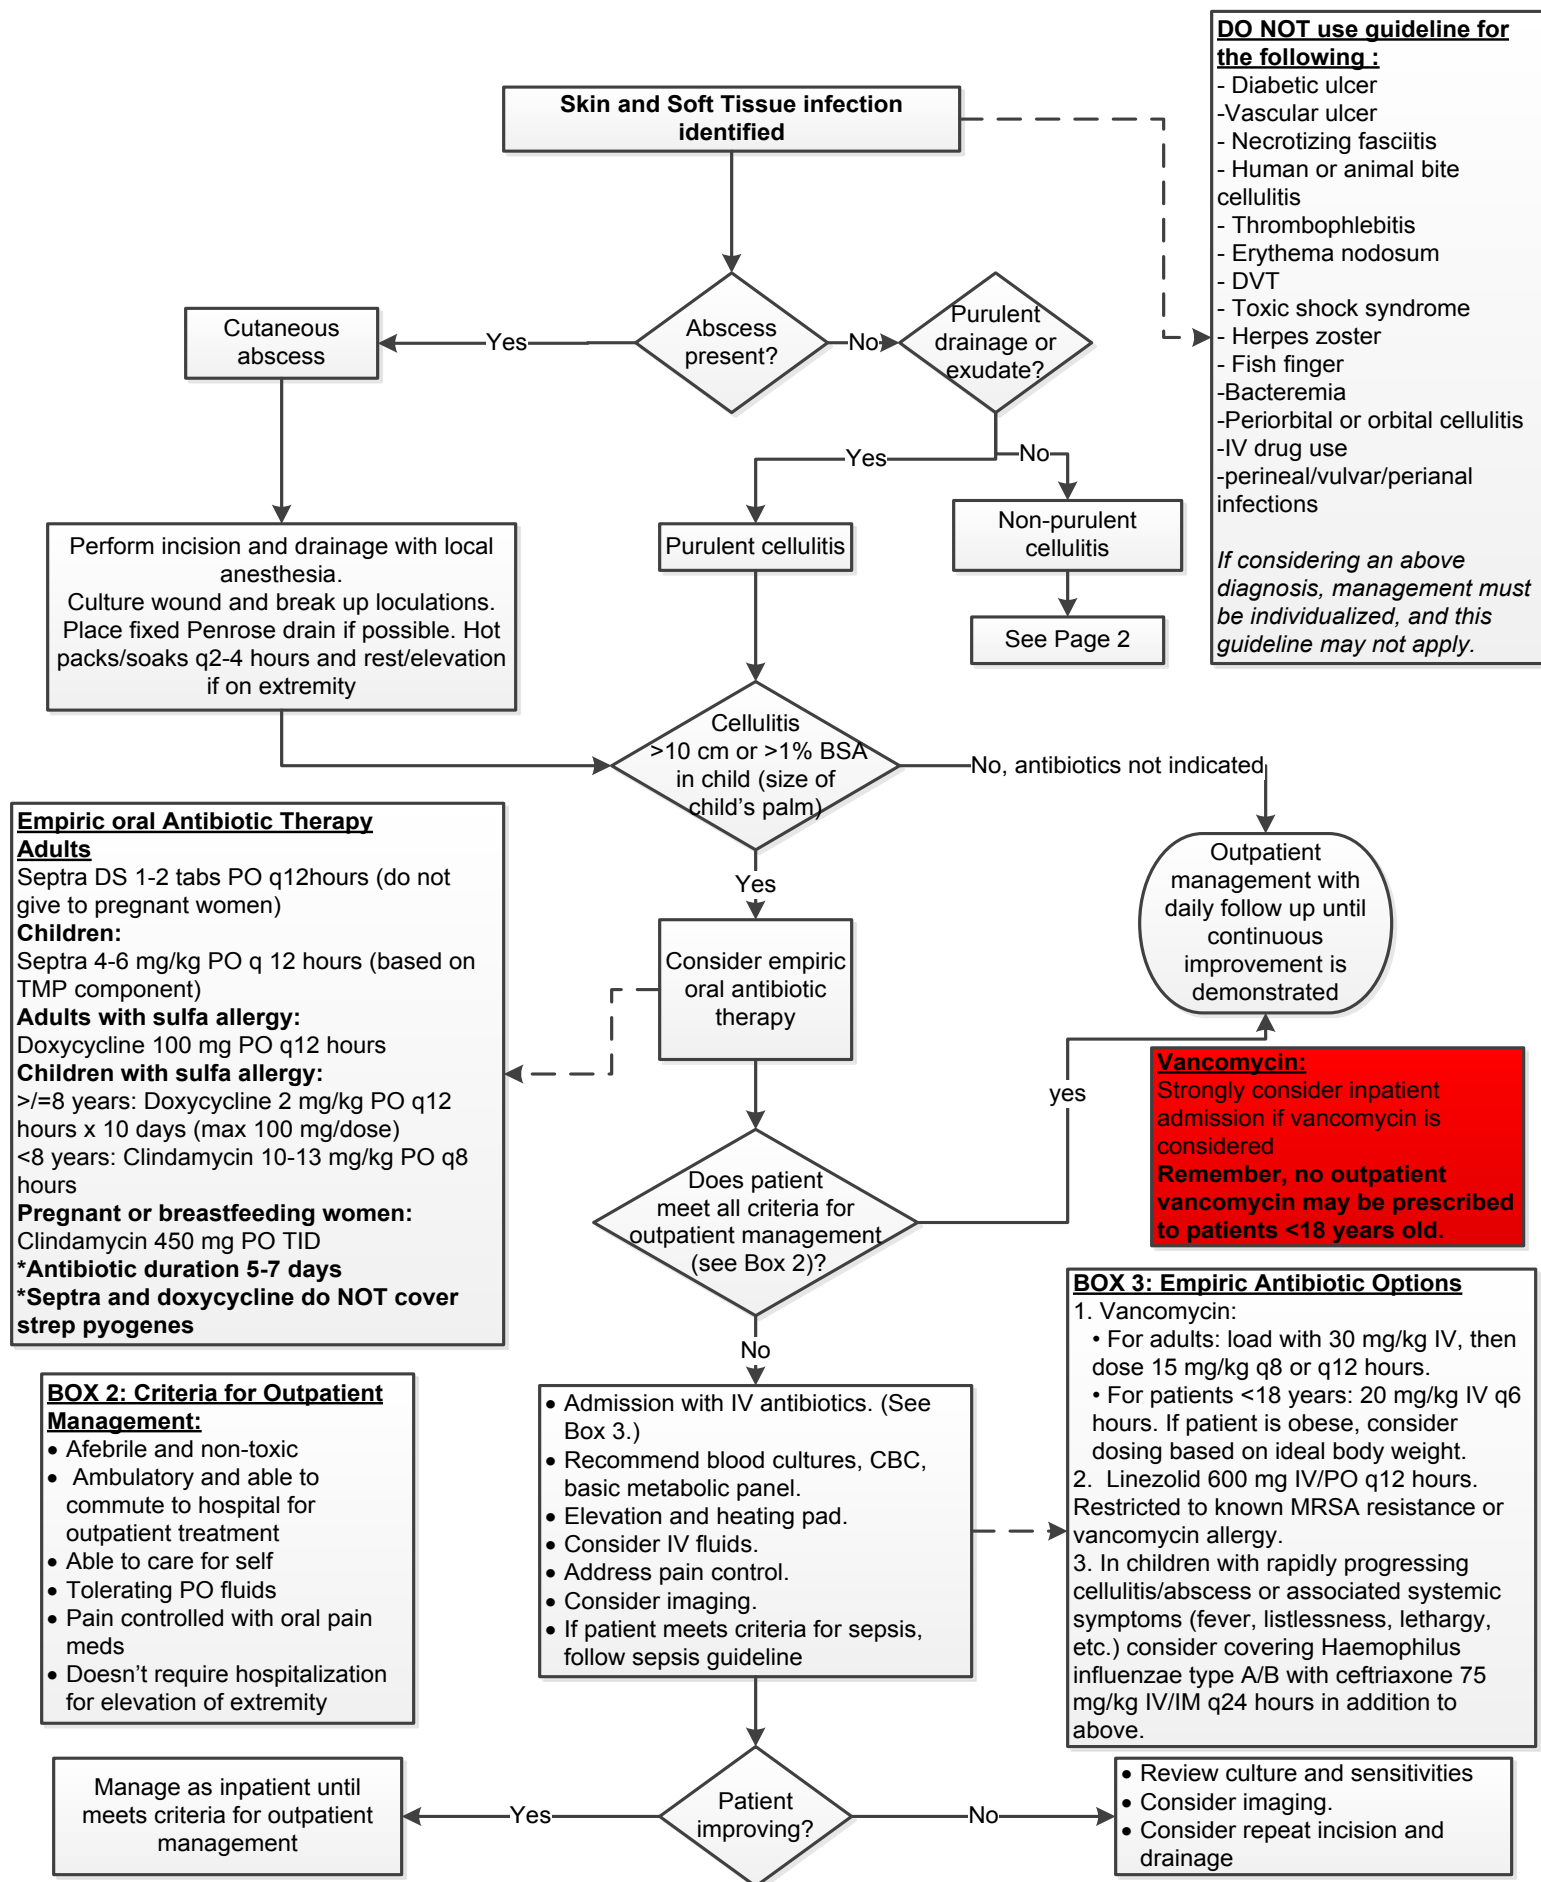 Skin and Soft Tissue infection
identified
DO NOT use guideline for
the following :
- Diabetic ulcer
-Vascular ulcer
- Necrotizing fasciitis
- Human or animal bite
cellulitis
- Thrombophlebitis
- Erythema nodosum
- DVT
- Toxic shock syndrome
- Herpes zoster
- Fish finger
-Bacteremia
-Periorbital or orbital cellulitis
-IV drug use
-perineal/vulvar/perianal
infections
If considering an above
diagnosis, management must
be individualized, and this
guideline may not apply.
Abscess
present?
Yes
No
Cutaneous
abscess
Purulent
drainage or
exudate?
Yes
No
Perform incision and drainage with local
anesthesia.
Culture wound and break up loculations.
Place fixed Penrose drain if possible. Hot
packs/soaks q2-4 hours and rest/elevation
if on extremity
Purulent cellulitis
Non-purulent
cellulitis
See Page 2
Cellulitis
>10 cm or >1% BSA
in child (size of
child's palm)
No, antibiotics not indicated
Yes
Outpatient
management with
daily follow up until
continuous
improvement is
demonstrated
Empiric oral Antibiotic Therapy
Adults
Septra DS 1-2 tabs PO q12hours (do not
give to pregnant women)
Children:
Septra 4-6 mg/kg PO q 12 hours (based on
TMP component)
Adults with sulfa allergy:
Doxycycline 100 mg PO q12 hours
Children with sulfa allergy:
>/=8 years: Doxycycline 2 mg/kg PO q12
hours x 10 days (max 100 mg/dose)
<8 years: Clindamycin 10-13 mg/kg PO q8
hours
Pregnant or breastfeeding women:
Clindamycin 450 mg PO TID
*Antibiotic duration 5-7 days
*Septra and doxycycline do NOT cover
strep pyogenes
Consider empiric
oral antibiotic
therapy
Does patient
meet all criteria for
outpatient management
(see Box 2)?
yes
No
Vancomycin:
Strongly consider inpatient
admission if vancomycin is
considered
Remember, no outpatient
vancomycin may be prescribed
to patients <18 years old.
BOX 2: Criteria for Outpatient
Management:
• Afebrile and non-toxic
• Ambulatory and able to
commute to hospital for
outpatient treatment
• Able to care for self
• Tolerating PO fluids
• Pain controlled with oral pain
meds
• Doesn't require hospitalization
for elevation of extremity
• Admission with IV antibiotics. (See
Box 3.)
• Recommend blood cultures, CBC,
basic metabolic panel.
• Elevation and heating pad.
• Consider IV fluids.
• Address pain control.
• Consider imaging.
• If patient meets criteria for sepsis,
follow sepsis guideline
BOX 3: Empiric Antibiotic Options
1. Vancomycin:
• For adults: load with 30 mg/kg IV, then
dose 15 mg/kg q8 or q12 hours.
• For patients <18 years: 20 mg/kg IV q6
hours. If patient is obese, consider
dosing based on ideal body weight.
2. Linezolid 600 mg IV/PO q12 hours.
Restricted to known MRSA resistance or
vancomycin allergy.
3. In children with rapidly progressing
cellulitis/abscess or associated systemic
symptoms (fever, listlessness, lethargy,
etc.) consider covering Haemophilus
influenzae type A/B with ceftriaxone 75
mg/kg IV/IM q24 hours in addition to
above.
Patient
improving?
Yes
No
Manage as inpatient until
meets criteria for outpatient
management
• Review culture and sensitivities
• Consider imaging.
• Consider repeat incision and
drainage